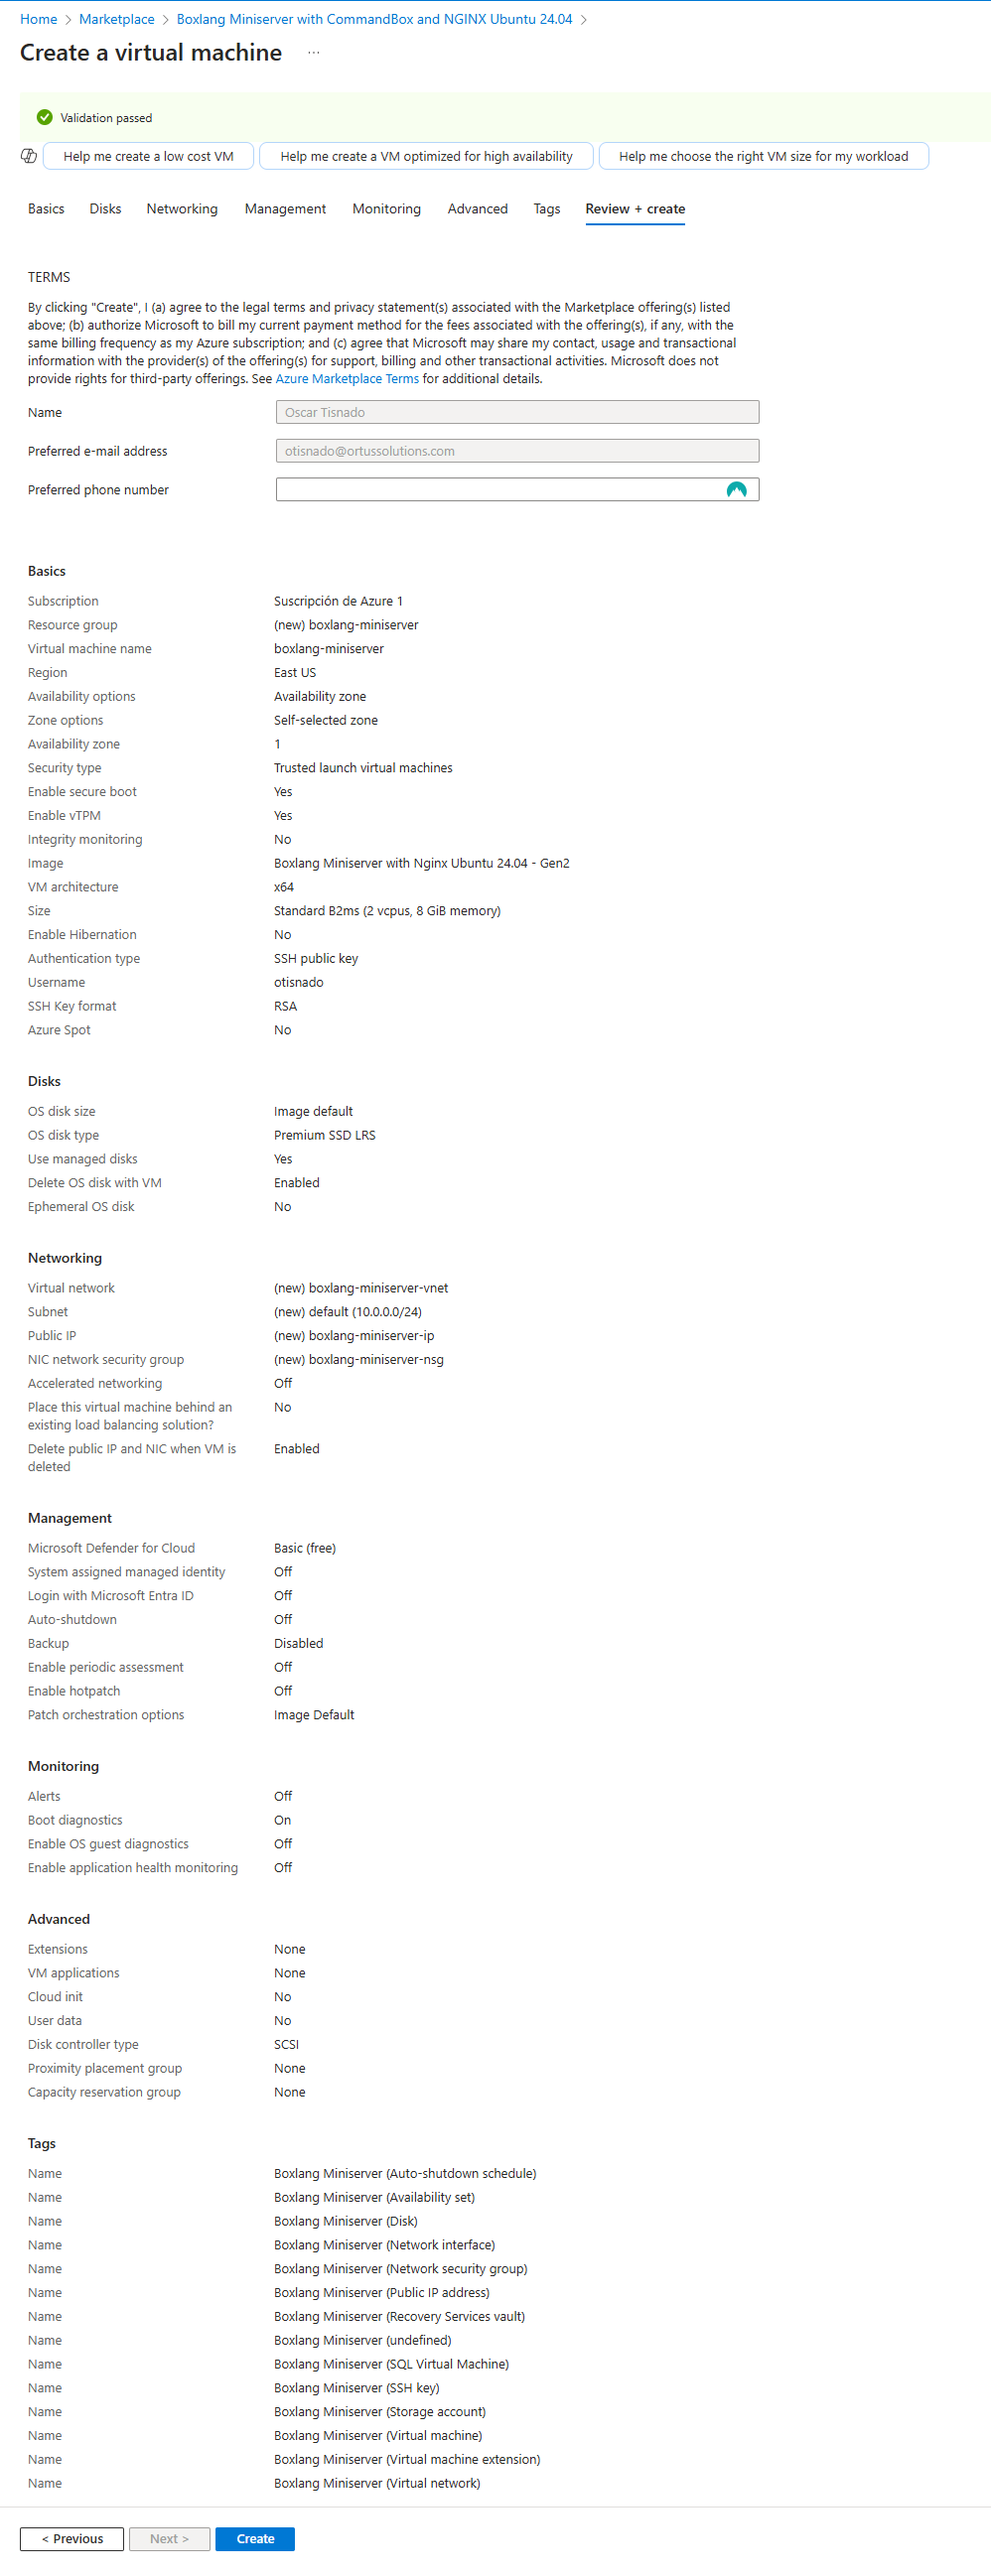 Home > Marketplace > Boxlang Miniserver with CommandBox and NGINX Ubuntu 24.04 >
Create a virtual machine ...
Validation passed
Help me create a low cost VM Help me create a VM optimized for high availability Help me choose the right VM size for my workload
Basics Disks Networking Management Monitoring Advanced Tags Review + create
TERMS
By clicking "Create", I (a) agree to the legal terms and privacy statement(s) associated with the Marketplace offering(s) listed
above; (b) authorize Microsoft to bill my current payment method for the fees associated with the offering(s), if any, with the
same billing frequency as my Azure subscription; and (c) agree that Microsoft may share my contact, usage and transactional
information with the provider(s) of the offering(s) for support, billing and other transactional activities. Microsoft does not
provide rights for third-party offerings. See Azure Marketplace Terms for additional details.
Name Oscar Tisnado
Preferred e-mail address otisnado@ortussolutions.com
Preferred phone number
Basics
Subscription Suscripción de Azure 1
Resource group (new) boxlang-miniserver
Virtual machine name boxlang-miniserver
Region East US
Availability options Availability zone
Zone options Self-selected zone
Availability zone 1
Security type Trusted launch virtual machines
Enable secure boot Yes
Enable vTPM Yes
Integrity monitoring No
Image Boxlang Miniserver with Nginx Ubuntu 24.04 - Gen2
VM architecture x64
Size Standard B2ms (2 vcpus, 8 GiB memory)
Enable Hibernation No
Authentication type SSH public key
Username otisnado
SSH Key format RSA
Azure Spot No
Disks
OS disk size Image default
OS disk type Premium SSD LRS
Use managed disks Yes
Delete OS disk with VM Enabled
Ephemeral OS disk No
Networking
Virtual network (new) boxlang-miniserver-vnet
Subnet (new) default (10.0.0.0/24)
Public IP (new) boxlang-miniserver-ip
NIC network security group (new) boxlang-miniserver-nsg
Accelerated networking Off
Place this virtual machine behind an No
existing load balancing solution?
Delete public IP and NIC when VM is Enabled
deleted
Management
Microsoft Defender for Cloud Basic (free)
System assigned managed identity Off
Login with Microsoft Entra ID Off
Auto-shutdown Off
Backup Disabled
Enable periodic assessment Off
Enable hotpatch Off
Patch orchestration options Image Default
Monitoring
Alerts Off
Boot diagnostics On
Enable OS guest diagnostics Off
Enable application health monitoring Off
Advanced
Extensions None
VM applications None
Cloud init No
User data No
Disk controller type SCSI
Proximity placement group None
Capacity reservation group None
Tags
Name Boxlang Miniserver (Auto-shutdown schedule)
Name Boxlang Miniserver (Availability set)
Name Boxlang Miniserver (Disk)
Name Boxlang Miniserver (Network interface)
Name Boxlang Miniserver (Network security group)
Name Boxlang Miniserver (Public IP address)
Name Boxlang Miniserver (Recovery Services vault)
Name Boxlang Miniserver (undefined)
Name Boxlang Miniserver (SQL Virtual Machine)
Name Boxlang Miniserver (SSH key)
Name Boxlang Miniserver (Storage account)
Name Boxlang Miniserver (Virtual machine)
Name Boxlang Miniserver (Virtual machine extension)
Name Boxlang Miniserver (Virtual network)
< Previous Next > Create